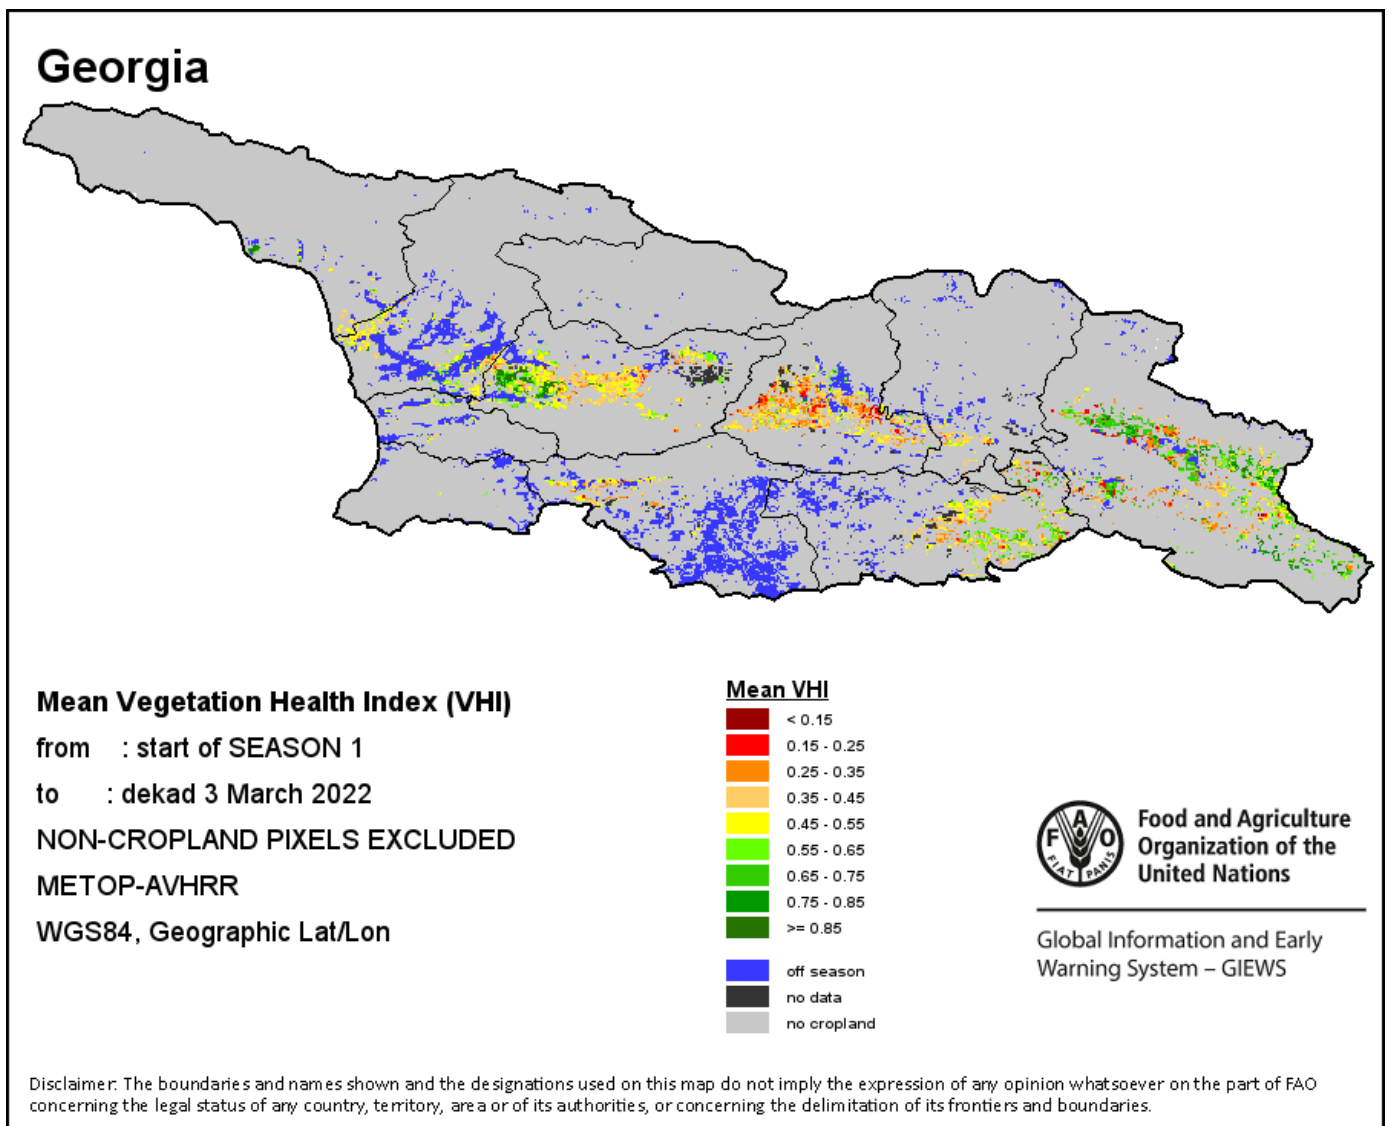 Georgia
Mean Vegetation Health Index (VHI)
from : start of SEASON 1
to : dekad 3 March 2022
NON-CROPLAND PIXELS EXCLUDED
METOP-AVHRR
WGS84, Geographic Lat/Lon
Mean VHI
< 0.15
0.15 - 0.25
0.25 - 0.35
0.35 - 0.45
0.45 - 0.55
0.55 - 0.65
0.65 - 0.75
0.75 - 0.85
>= 0.85
off season
no data
no cropland
F A O
FIAT PANIS
Food and Agriculture
Organization of the
United Nations
Global Information and Early
Warning System – GIEWS
Disclaimer: The boundaries and names shown and the designations used on this map do not imply the expression of any opinion whatsoever on the part of FAO
concerning the legal status of any country, territory, area or of its authorities, or concerning the delimitation of its frontiers and boundaries.